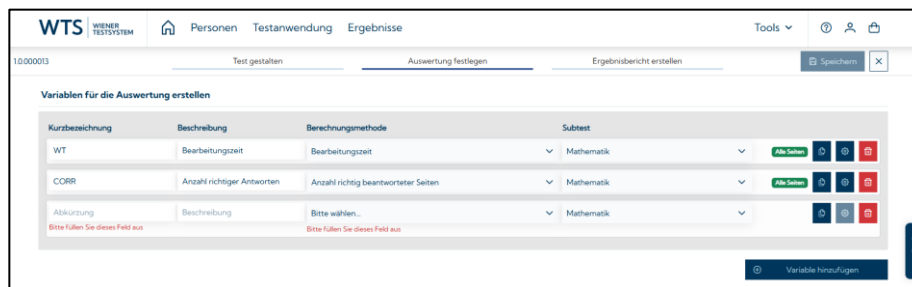 WTS WIENER TESTSYSTEM Personen Testanwendung Ergebnisse Tools
1.0.000013 Test gestalten Auswertung festlegen Ergebnisbericht erstellen Speichern
Variablen für die Auswertung erstellen
Kurzbezeichnung Beschreibung Berechnungsmethode Subtest
WT Bearbeitungszeit Bearbeitungszeit Mathematik Alle Seiten
CORR Anzahl richtiger Antworten Anzahl richtig beantworteter Seiten Mathematik Alle Seiten
Abkürzung Beschreibung Bitte wählen... Mathematik
Bitte füllen Sie dieses Feld aus Bitte füllen Sie dieses Feld aus
Variable hinzufügen